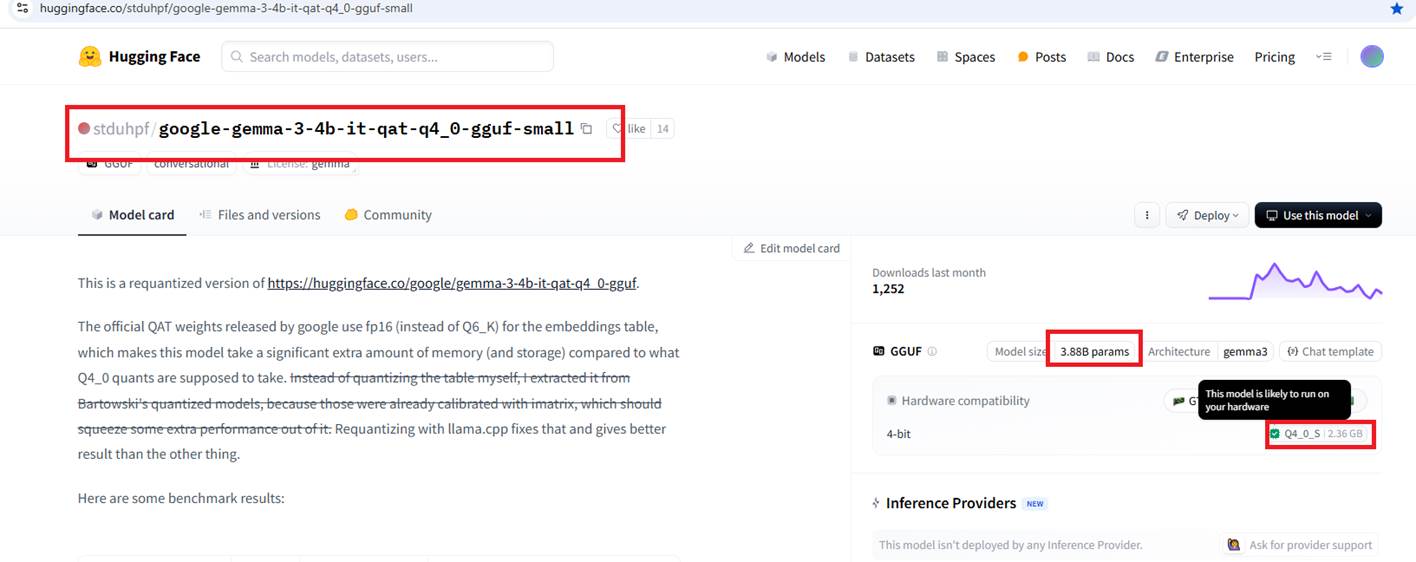 huggingface.co/stduhpf/google-gemma-3-4b-it-qat-q4_0-gguf-small
Hugging Face
Search models, datasets, users...
Models
Datasets
Spaces
Posts
Docs
Enterprise
Pricing
stduhpf/google-gemma-3-4b-it-qat-q4_0-gguf-small
like 14
GGUF
conversational
License: gemma
Model card
Files and versions
Community
Deploy
Use this model
Edit model card
This is a requantized version of https://huggingface.co/google/gemma-3-4b-it-qat-q4_0-gguf.
The official QAT weights released by google use fp16 (instead of Q6_K) for the embeddings table,
which makes this model take a significant extra amount of memory (and storage) compared to what
Q4_0 quants are supposed to take. Instead of quantizing the table myself, I extracted it from
Bartowski's quantized models, because those were already calibrated with imatrix, which should
squeeze some extra performance out of it. Requantizing with llama.cpp fixes that and gives better
result than the other thing.
Here are some benchmark results:
Downloads last month
1,252
GGUF
Model size 3.88B params
Architecture gemma3
Chat template
Hardware compatibility
This model is likely to run on
your hardware
4-bit
Q4_0_S 2.36 GB
Inference Providers NEW
This model isn't deployed by any Inference Provider.
Ask for provider support